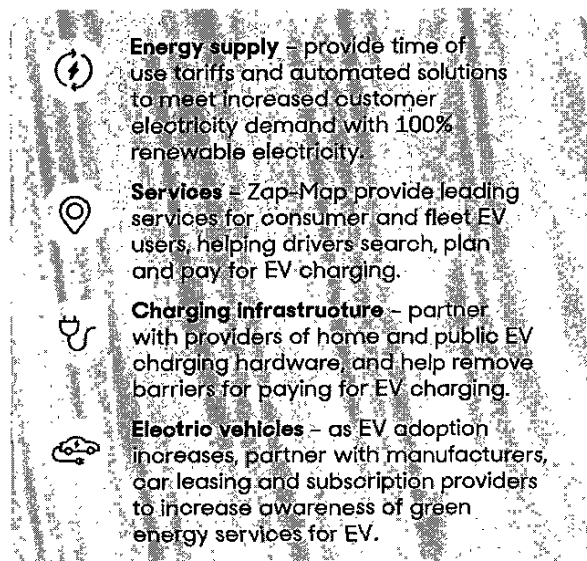 Energy supply – provide time of
use tariffs and automated solutions
to meet increased customer
electricity demand with 100%
renewable electricity.
Services – Zap-Map provide leading
services for consumer and fleet EV
users, helping drivers search, plan
and pay for EV charging.
Charging infrastructure – partner
with providers of home and public EV
charging hardware, and help remove
barriers for paying for EV charging.
Electric vehicles – as EV adoption
increases, partner with manufacturers,
car leasing and subscription providers
to increase awareness of green
energy services for EV.